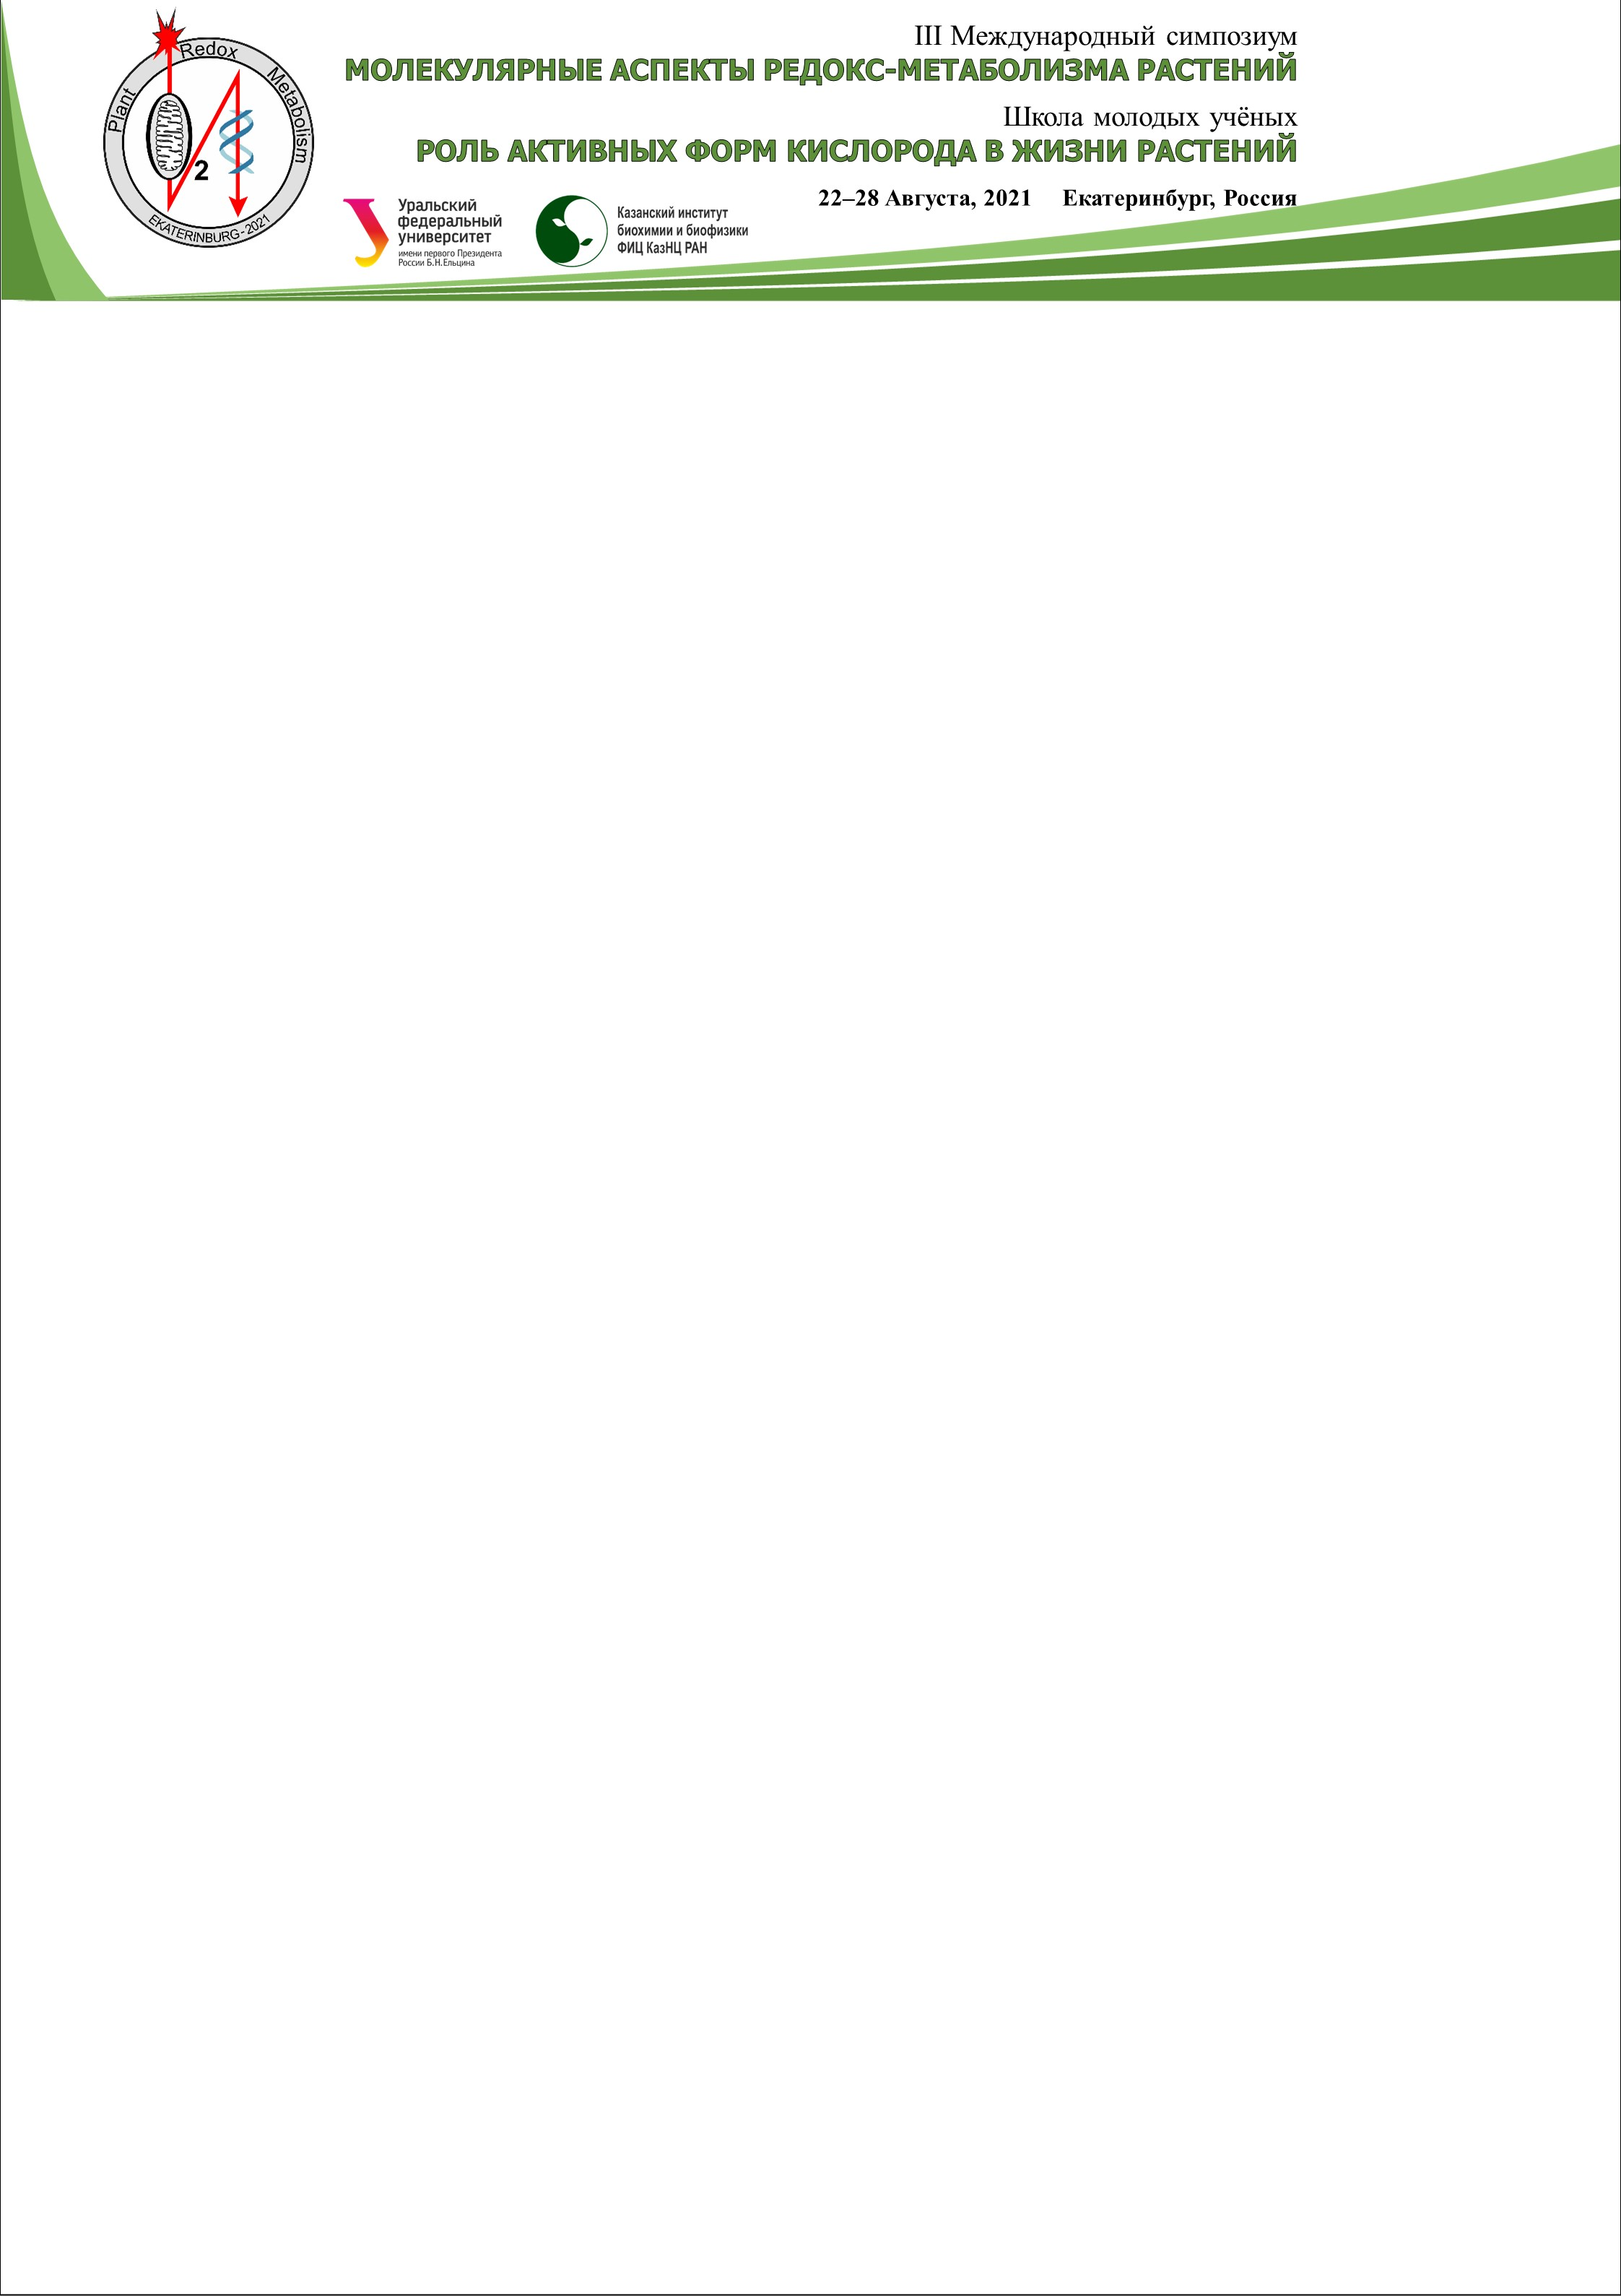 Plant Redox Metabolism
2
EKATERINBURG-2021
III Международный симпозиум
МОЛЕКУЛЯРНЫЕ АСПЕКТЫ РЕДОКС-МЕТАБОЛИЗМА РАСТЕНИЙ
Школа молодых учёных
РОЛЬ АКТИВНЫХ ФОРМ КИСЛОРОДА В ЖИЗНИ РАСТЕНИЙ
22–28 Августа, 2021 Екатеринбург, Россия
Уральский
федеральный
университет
имени первого Президента
России Б.Н.Ельцина
Казанский институт
биохимии и биофизики
ФИЦ КазНЦ РАН